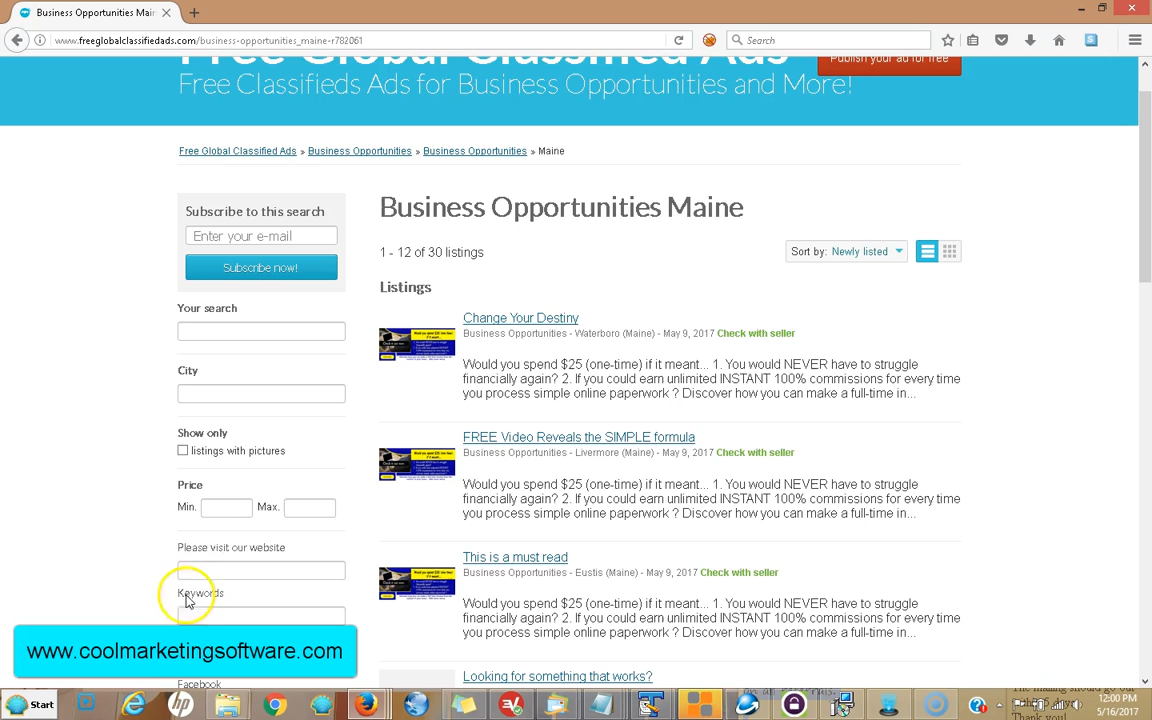 Business Opportunities Mair
www.freeglobalclassifiedads.com/business-opportunities_maine-r782061
Search
Free Global Classified Ads
Publish your ad for free
Free Classifieds Ads for Business Opportunities and More!
Free Global Classified Ads » Business Opportunities » Business Opportunities » Maine
Subscribe to this search
Enter your e-mail
Subscribe now!
Business Opportunities Maine
1 - 12 of 30 listings
Sort by: Newly listed
Listings
Your search
City
Show only
listings with pictures
Price
Min.
Max.
Please visit our website
Keywords
Facebook
Change Your Destiny
Business Opportunities - Waterboro (Maine) - May 9, 2017 Check with seller
Would you spend $25 (one-time) if it meant... 1. You would NEVER have to struggle
financially again? 2. If you could earn unlimited INSTANT 100% commissions for every time
you process simple online paperwork ? Discover how you can make a full-time in...
FREE Video Reveals the SIMPLE formula
Business Opportunities - Livermore (Maine) - May 9, 2017 Check with seller
Would you spend $25 (one-time) if it meant... 1. You would NEVER have to struggle
financially again? 2. If you could earn unlimited INSTANT 100% commissions for every time
you process simple online paperwork ? Discover how you can make a full-time in...
This is a must read
Business Opportunities - Eustis (Maine) - May 9, 2017 Check with seller
Would you spend $25 (one-time) if it meant... 1. You would NEVER have to struggle
financially again? 2. If you could earn unlimited INSTANT 100% commissions for every time
you process simple online paperwork ? Discover how you can make a full-time in...
Looking for something that works?
www.coolmarketingsoftware.com
Start
12:00 PM
5/16/2017